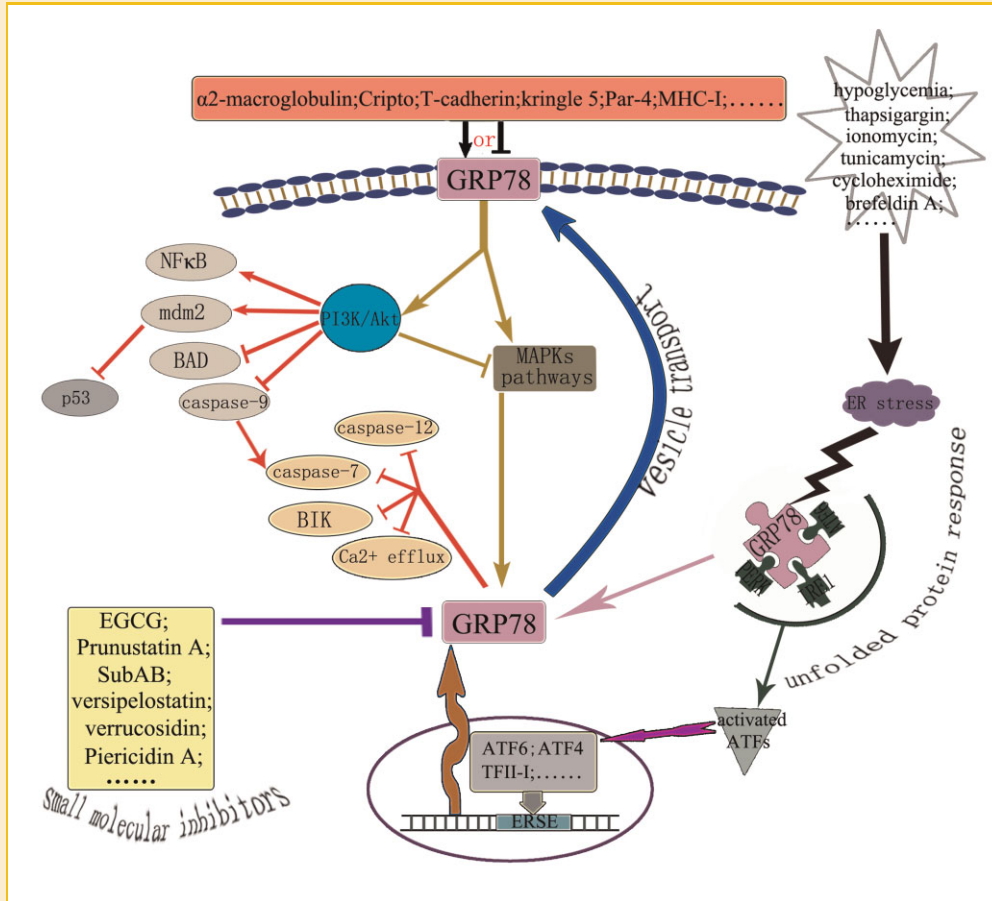 α2-macroglobulin;Cripto;T-cadherin;kringle 5;Par-4;MHC-I;......
or
GRP78
hypoglycemia;
thapsigargin;
ionomycin;
tunicamycin;
cycloheximide;
brefeldin A;
......
NFκB
mdm2
BAD
p53
caspase-9
PI3K/Akt
MAPKs
pathways
vesicle transport
ER stress
caspase-12
caspase-7
BIK
Ca2+ efflux
GRP78
IRE1
unfolded protein response
GRP78
EGCG;
Prunustatin A;
SubAB;
versipelostatin;
verrucosidin;
Piericidin A;
......
small molecular inhibitors
activated
ATFs
ATF6;ATF4
TFII-I;......
ERSE